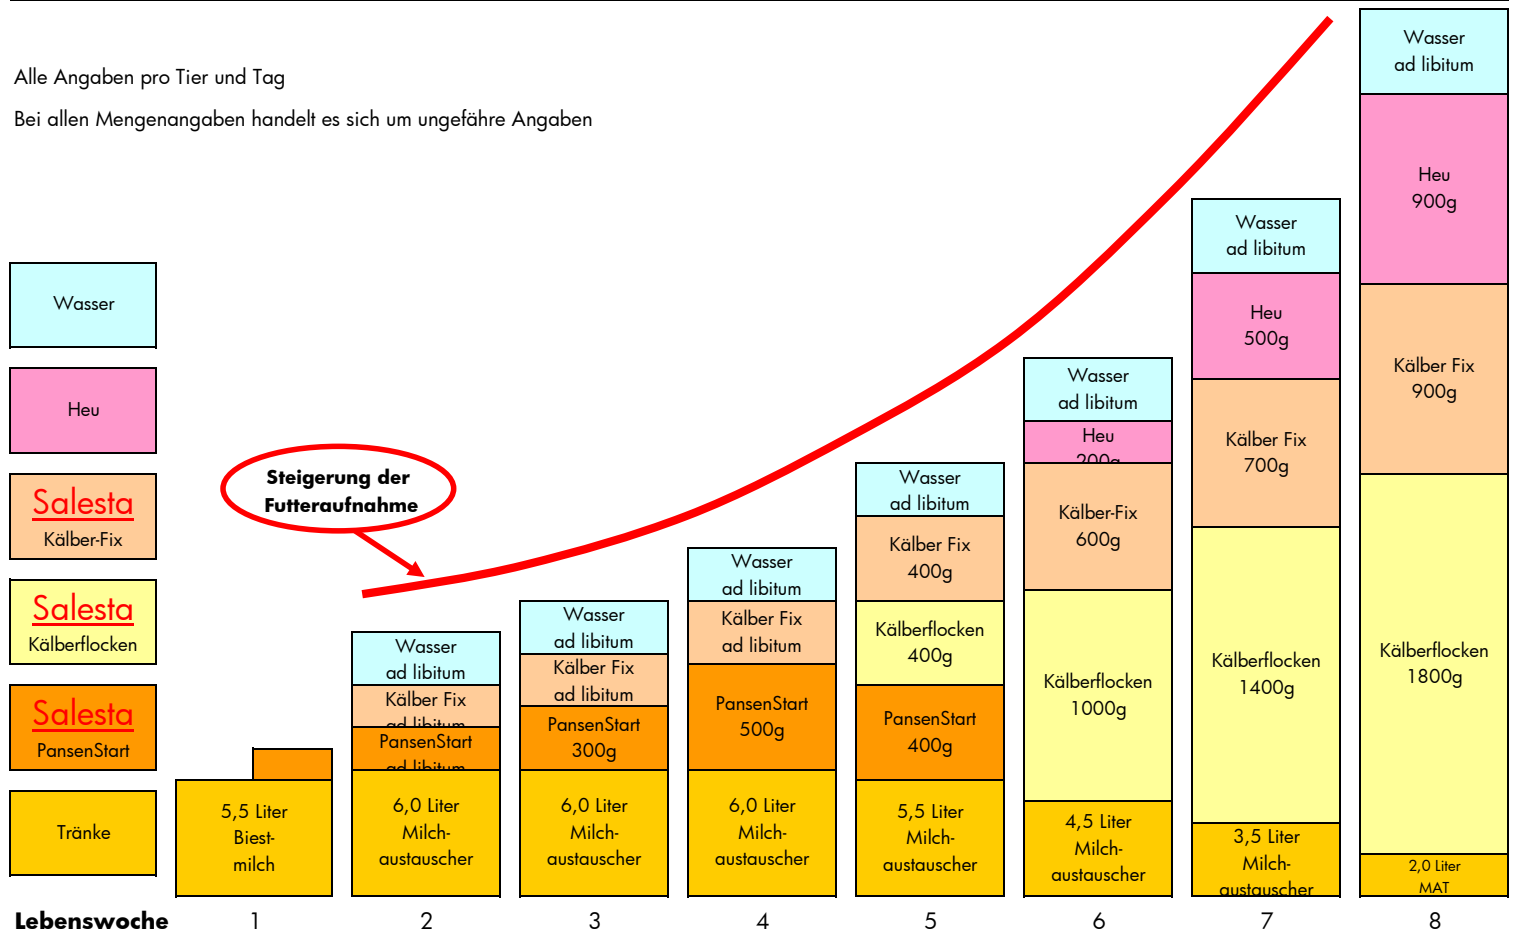 Alle Angaben pro Tier und Tag
Bei allen Mengenangaben handelt es sich um ungefähre Angaben
Wasser
Heu
Salesta
Kälber-Fix
Salesta
Kälberflocken
Salesta
PansenStart
Tränke
Steigerung der
Futteraufnahme
5,5 Liter
Biest-
milch
Wasser
ad libitum
Kälber Fix
ad libitum
PansenStart
ad libitum
6,0 Liter
Milch-
austauscher
Wasser
ad libitum
Kälber Fix
ad libitum
PansenStart
300g
6,0 Liter
Milch-
austauscher
Wasser
ad libitum
Kälber Fix
ad libitum
PansenStart
500g
6,0 Liter
Milch-
austauscher
Wasser
ad libitum
Kälber Fix
400g
Kälberflocken
400g
PansenStart
400g
5,5 Liter
Milch-
austauscher
Wasser
ad libitum
Heu
200g
Kälber-Fix
600g
Kälberflocken
1000g
4,5 Liter
Milch-
austauscher
Wasser
ad libitum
Heu
500g
Kälber Fix
700g
Kälberflocken
1400g
3,5 Liter
Milch-
austauscher
Wasser
ad libitum
Heu
900g
Kälber Fix
900g
Kälberflocken
1800g
2,0 Liter
MAT
Lebenswoche 1 2 3 4 5 6 7 8